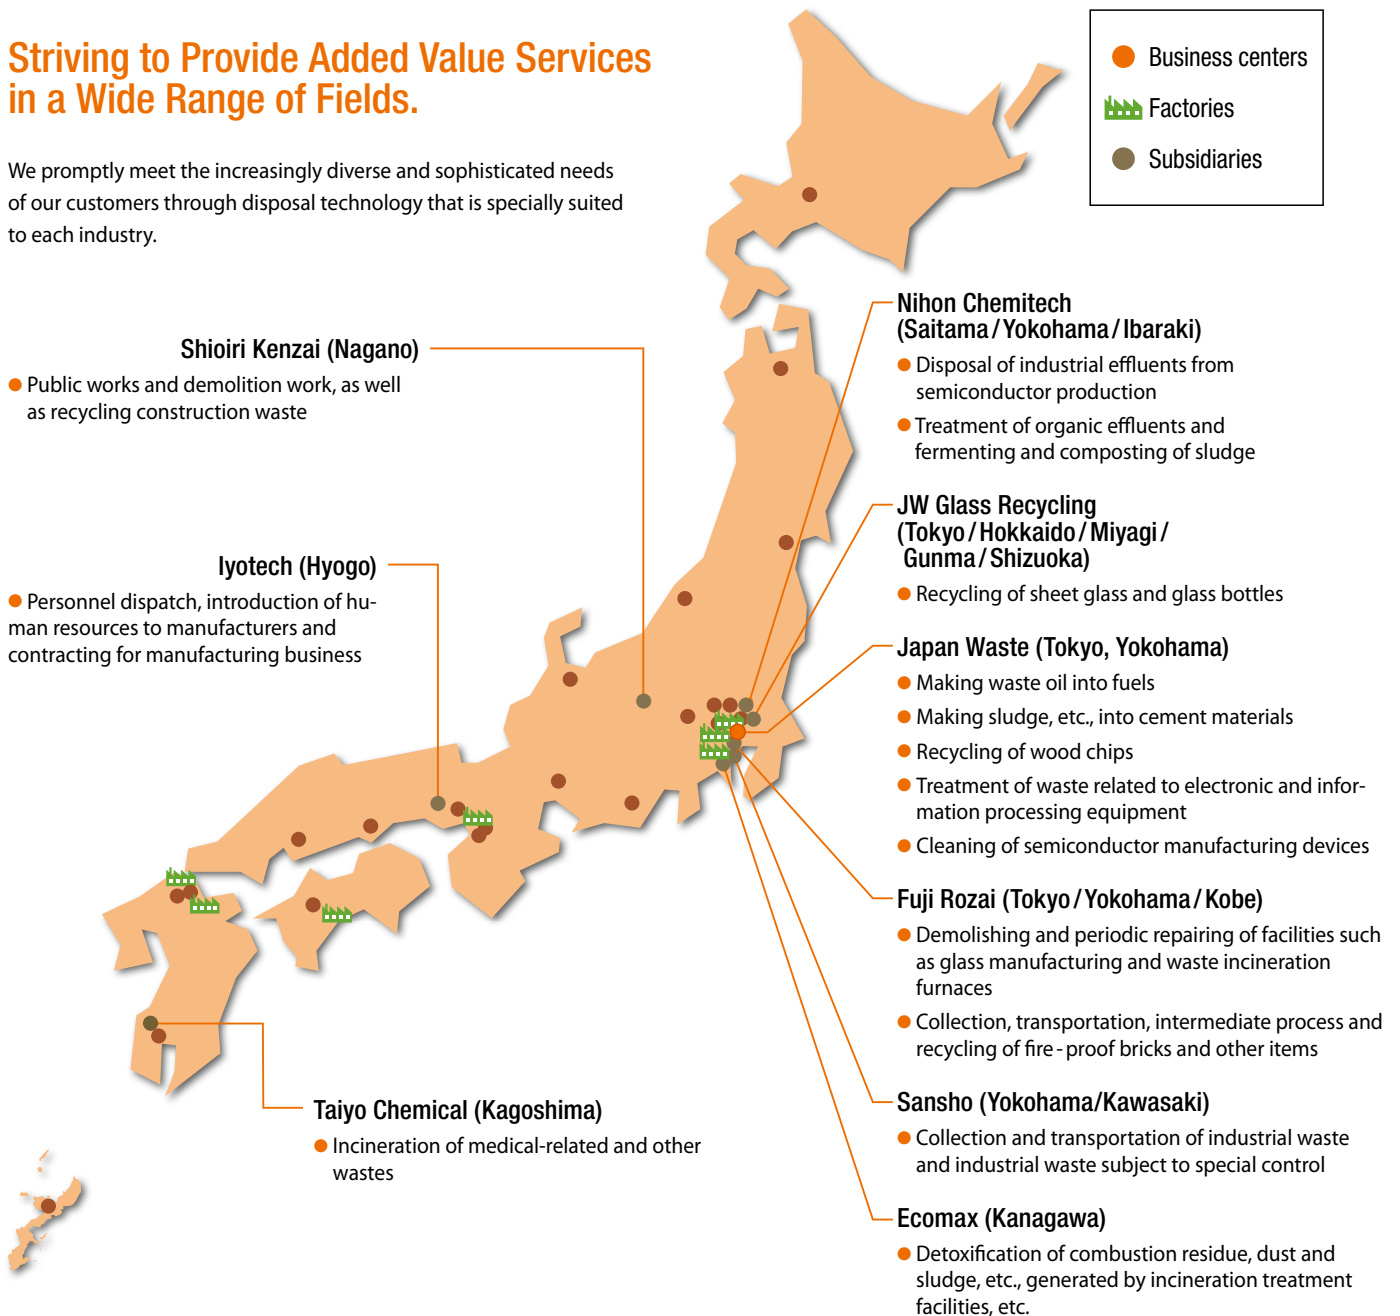 Striving to Provide Added Value Services
in a Wide Range of Fields.
We promptly meet the increasingly diverse and sophisticated needs
of our customers through disposal technology that is specially suited
to each industry.
Business centers
Factories
Subsidiaries
Shioiri Kenzai (Nagano)
Public works and demolition work, as well
as recycling construction waste
Iyotech (Hyogo)
Personnel dispatch, introduction of hu-
man resources to manufacturers and
contracting for manufacturing business
Taiyo Chemical (Kagoshima)
Incineration of medical-related and other
wastes
Nihon Chemitech
(Saitama/Yokohama/Ibaraki)
Disposal of industrial effluents from
semiconductor production
Treatment of organic effluents and
fermenting and composting of sludge
JW Glass Recycling
(Tokyo/Hokkaido/Miyagi/
Gunma/Shizuoka)
Recycling of sheet glass and glass bottles
Japan Waste (Tokyo, Yokohama)
Making waste oil into fuels
Making sludge, etc., into cement materials
Recycling of wood chips
Treatment of waste related to electronic and infor-
mation processing equipment
Cleaning of semiconductor manufacturing devices
Fuji Rozai (Tokyo/Yokohama/Kobe)
Demolishing and periodic repairing of facilities such
as glass manufacturing and waste incineration
furnaces
Collection, transportation, intermediate process and
recycling of fire-proof bricks and other items
Sansho (Yokohama/Kawasaki)
Collection and transportation of industrial waste
and industrial waste subject to special control
Ecomax (Kanagawa)
Detoxification of combustion residue, dust and
sludge, etc., generated by incineration treatment
facilities, etc.